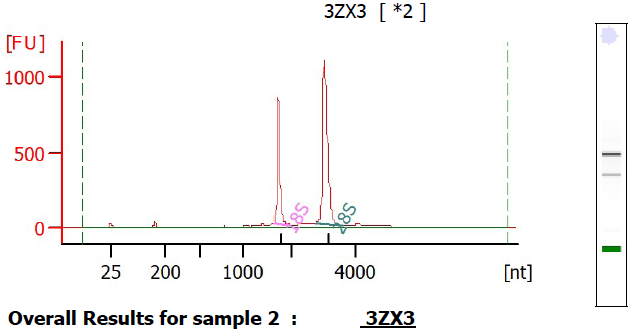 3ZX3 [ *2 ]
[FU]
1000
500
0
18S
28S
25 200 1000 4000 [nt]
Overall Results for sample 2 : 3ZX3